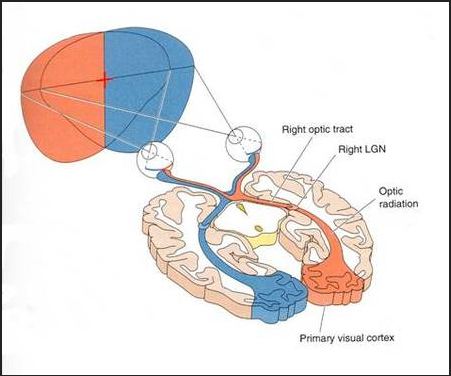 Right optic tract
Right LGN
Optic
radiation
Primary visual cortex